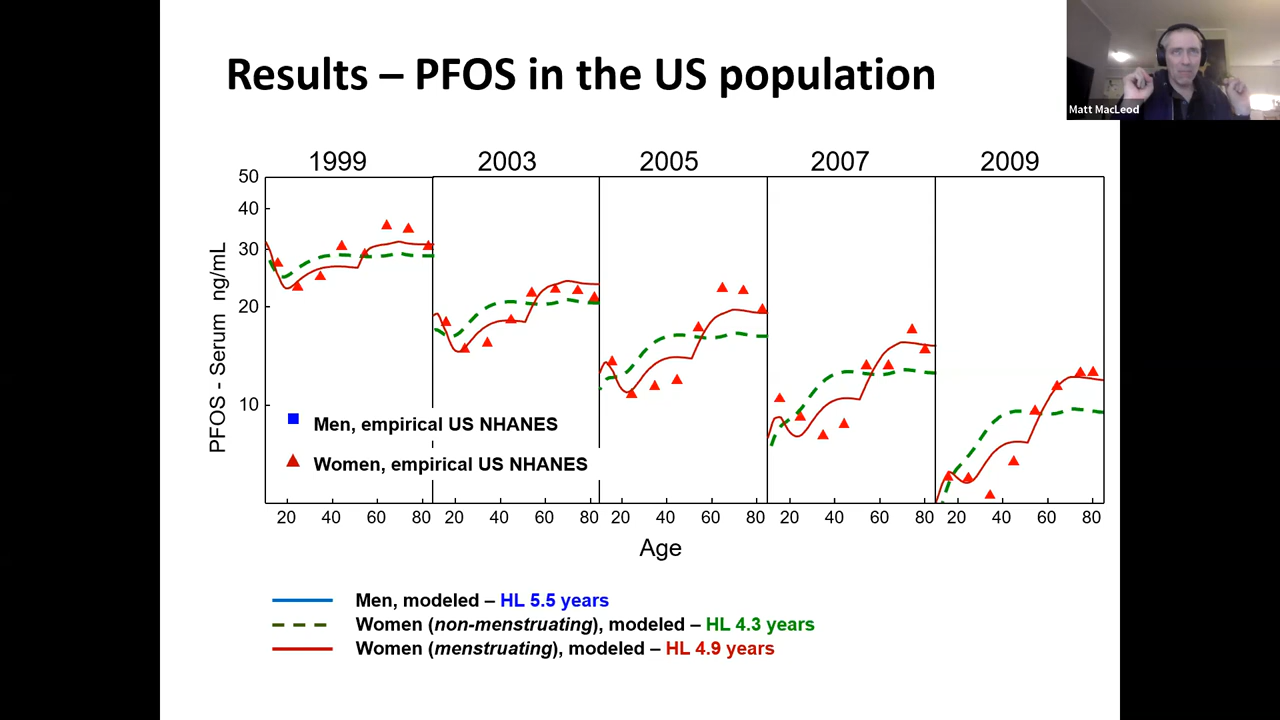 Results – PFOS in the US population
Matt MacLeod
1999 2003 2005 2007 2009
50
40
30
20
10
PFOS - Serum ng/mL
Men, empirical US NHANES
Women, empirical US NHANES
20 40 60 80 20 40 60 80 20 40 60 80 20 40 60 80 20 40 60 80
Age
Men, modeled – HL 5.5 years
Women (non-menstruating), modeled – HL 4.3 years
Women (menstruating), modeled – HL 4.9 years